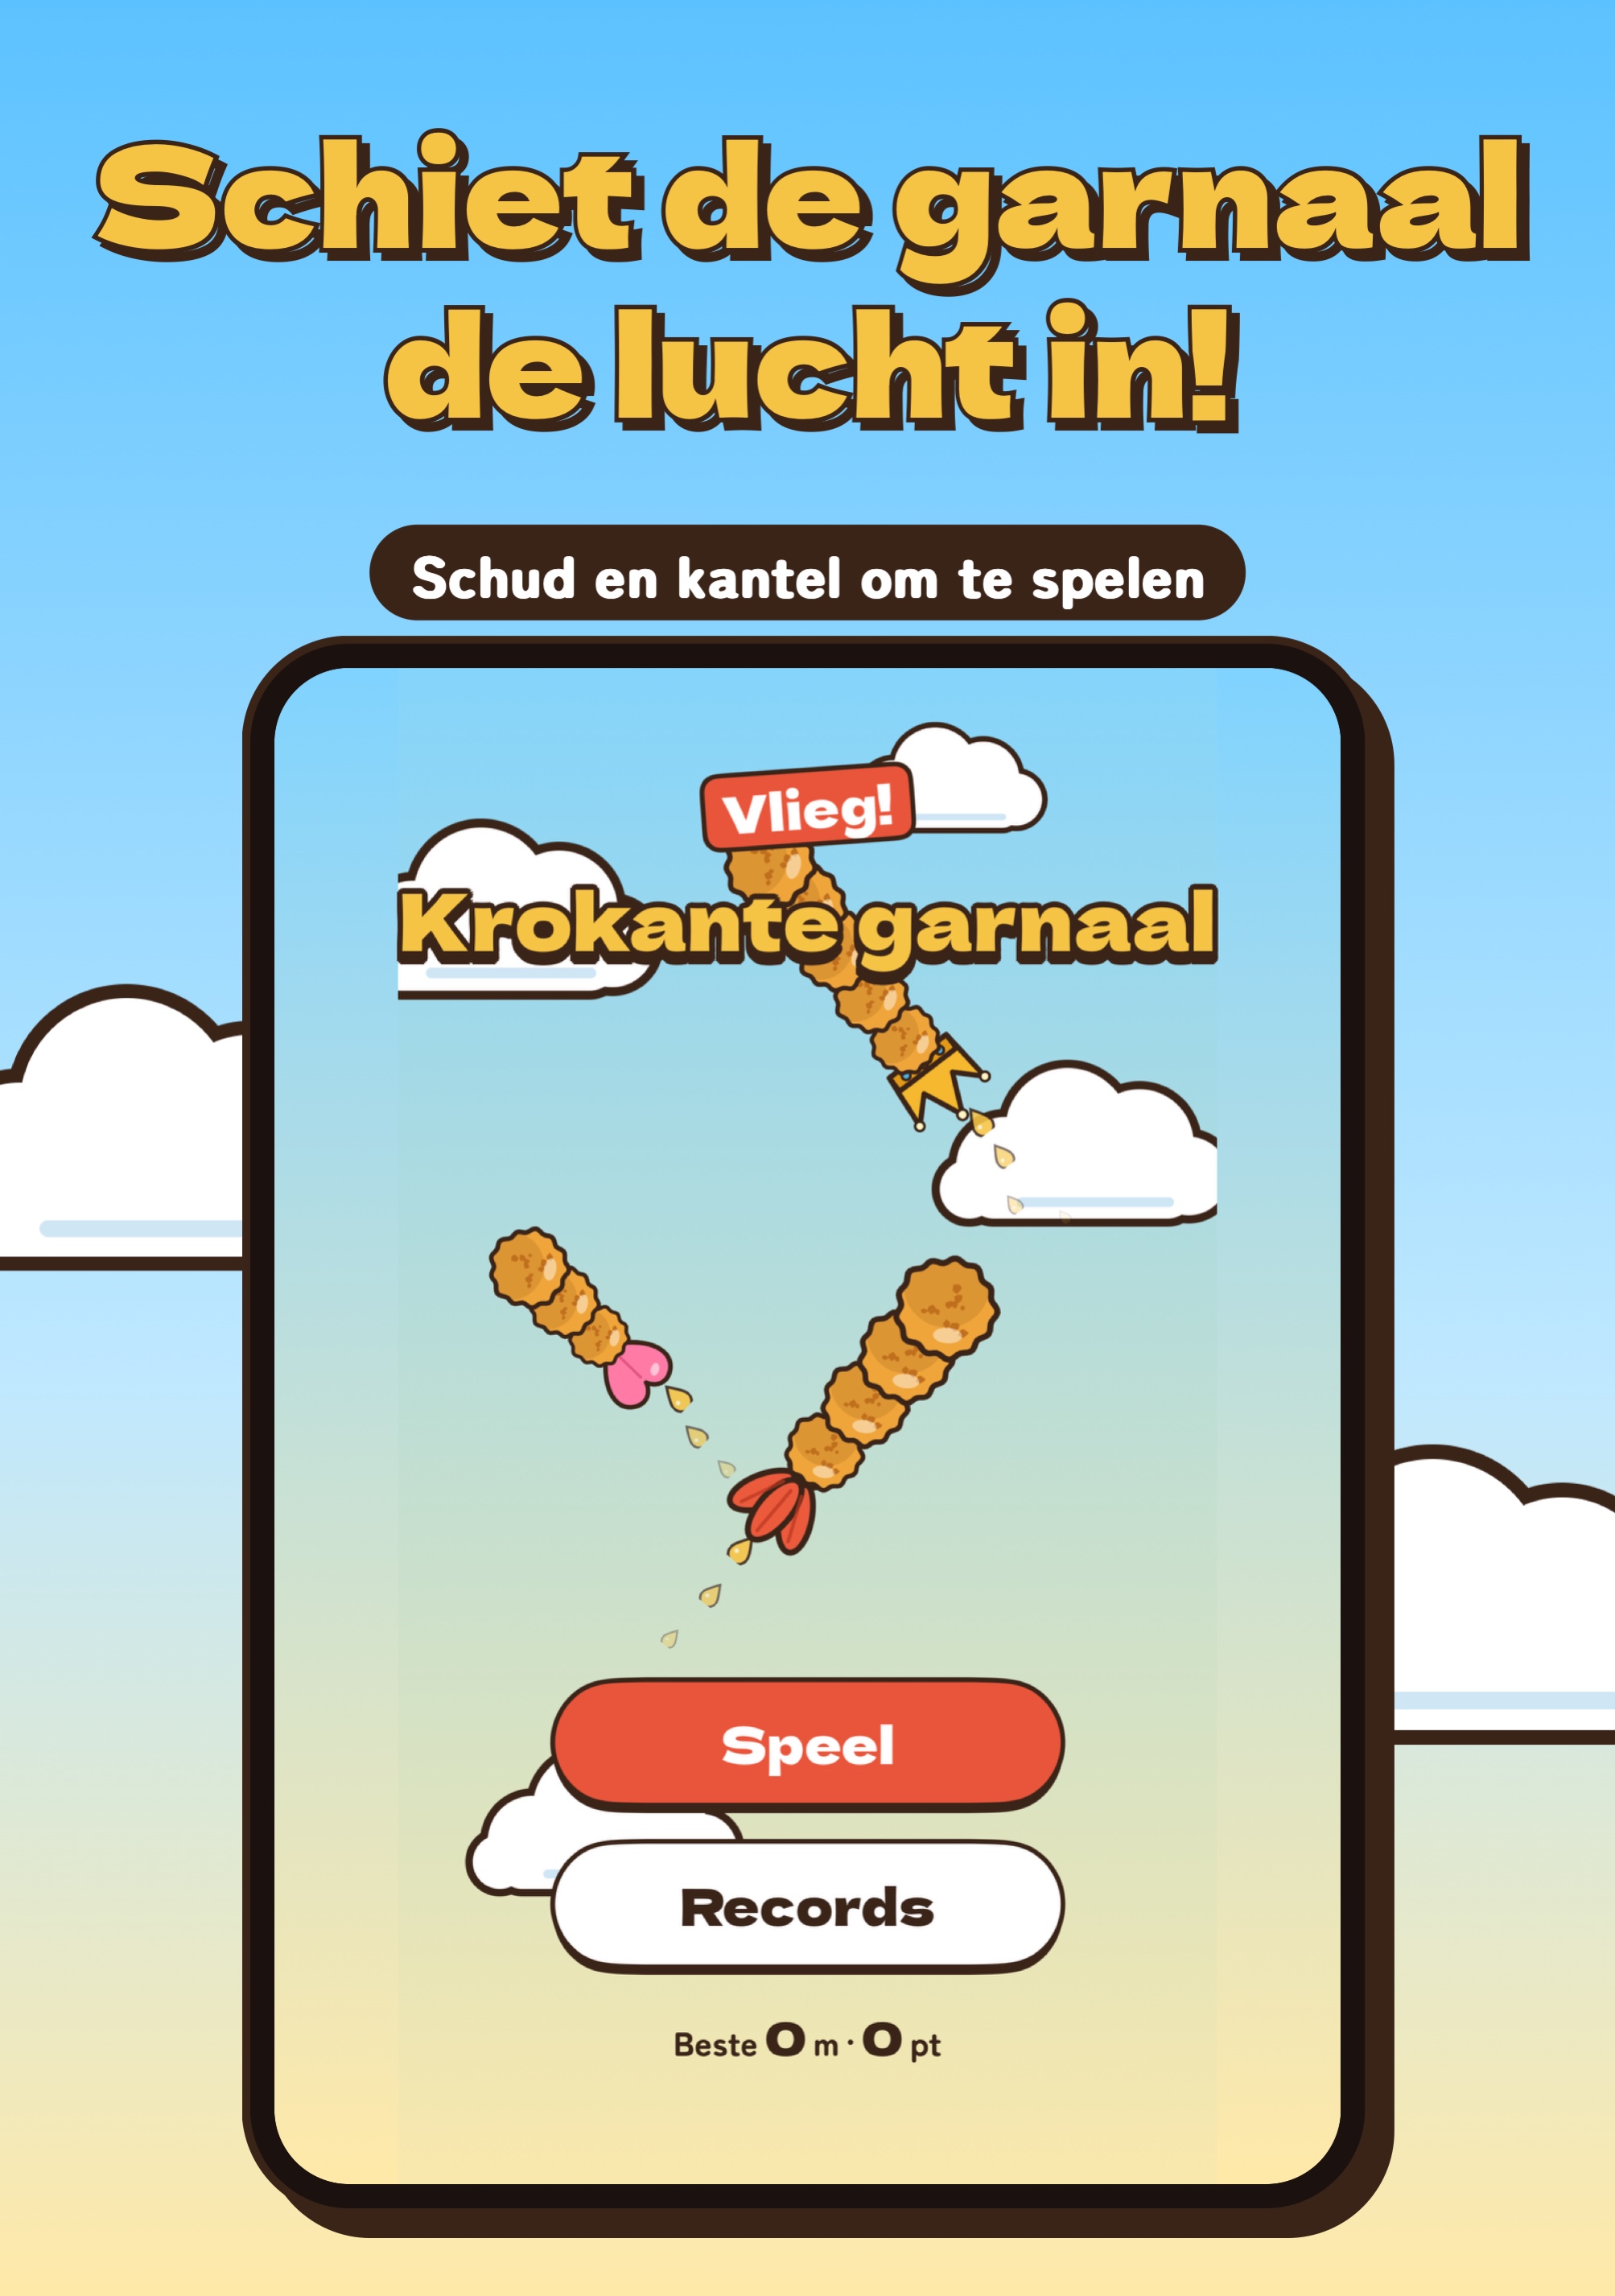 Schiet de garnaal
de lucht in!
Schud en kantel om te spelen
Vlieg!
Krokante garnaal
Speel
Records
Beste 0 m · 0 pt